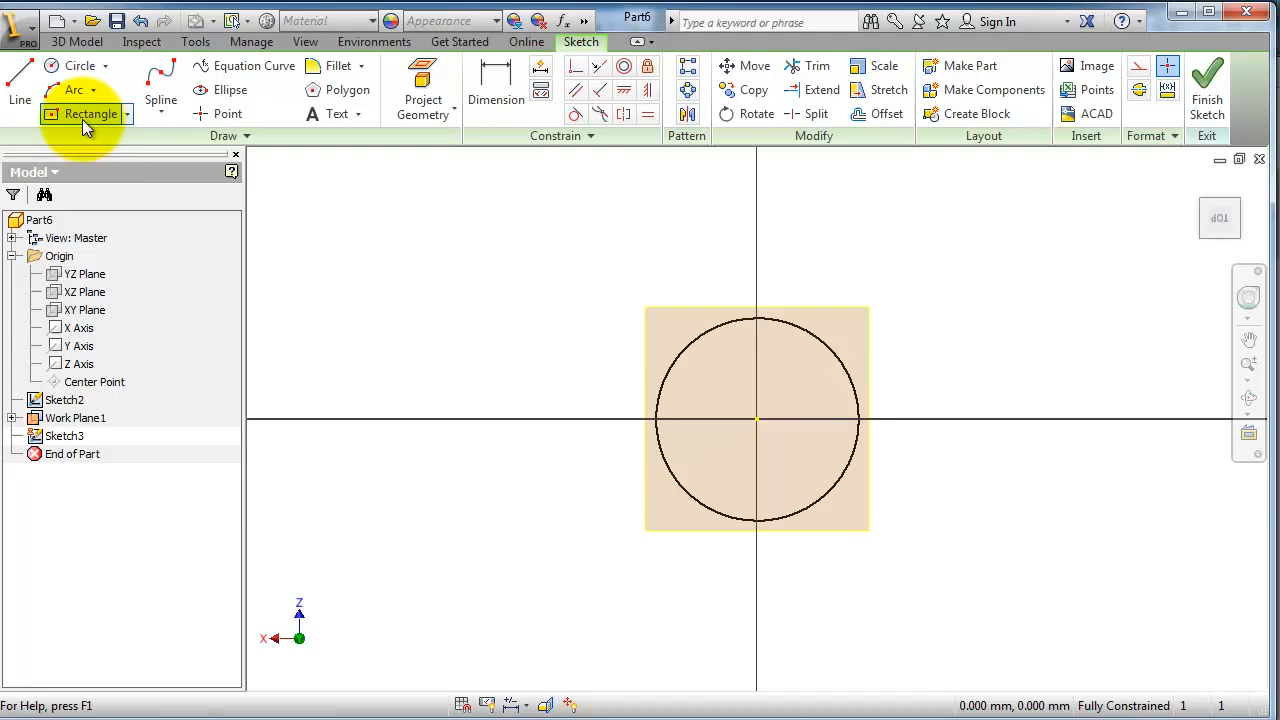 PRO
Material
Appearance
Part6
Type a keyword or phrase
Sign In
3D Model
Inspect
Tools
Manage
View
Environments
Get Started
Online
Sketch
Line
Circle
Arc
Rectangle
Spline
Equation Curve
Ellipse
Point
Fillet
Polygon
Text
Draw
Project
Geometry
Dimension
Constrain
Pattern
Move
Copy
Rotate
Trim
Extend
Split
Scale
Stretch
Offset
Modify
Make Part
Make Components
Create Block
Layout
Image
Points
ACAD
Insert
Format
Finish
Sketch
Exit
Model
Part6
View: Master
Origin
YZ Plane
XZ Plane
XY Plane
X Axis
Y Axis
Z Axis
Center Point
Sketch2
Work Plane1
Sketch3
End of Part
TOP
Z
X
For Help, press F1
0.000 mm, 0.000 mm
Fully Constrained
1
1